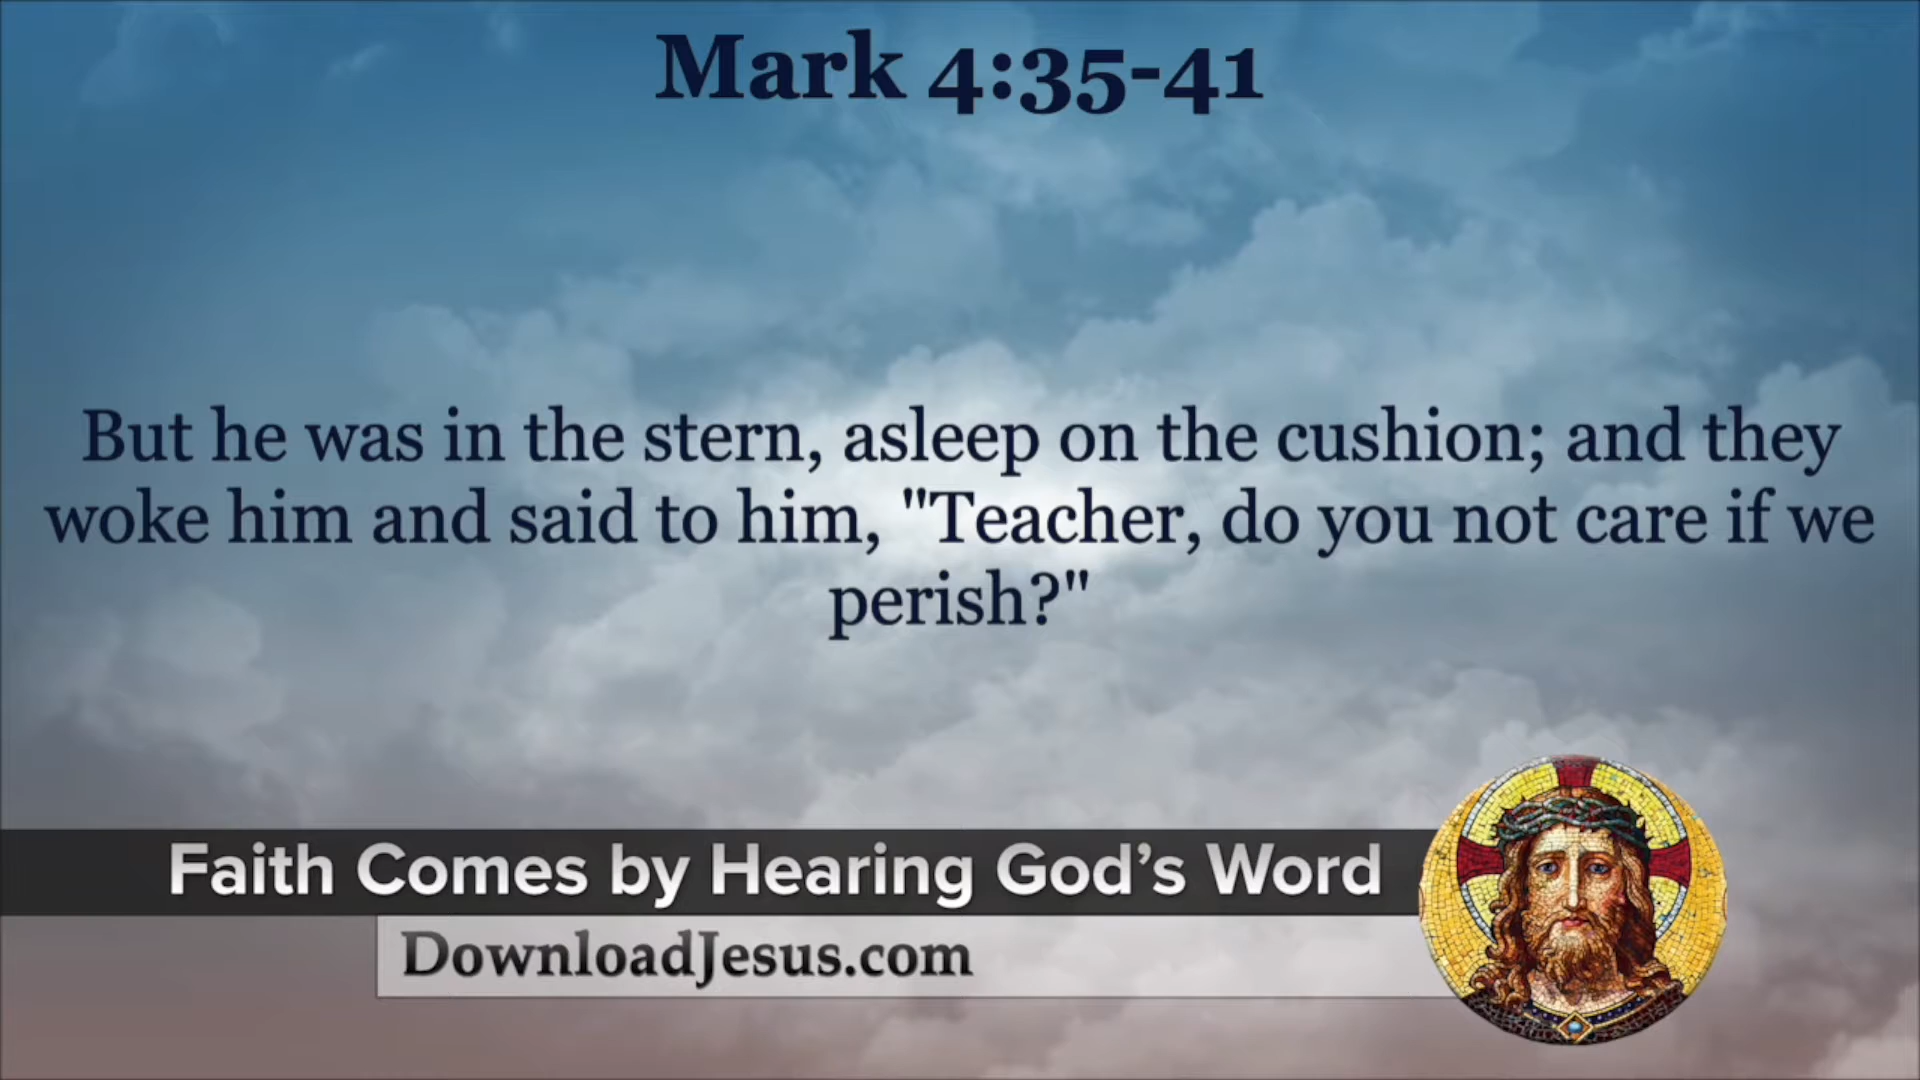 Mark 4:35-41
But he was in the stern, asleep on the cushion; and they
woke him and said to him, "Teacher, do you not care if we
perish?"
Faith Comes by Hearing God’s Word
DownloadJesus.com